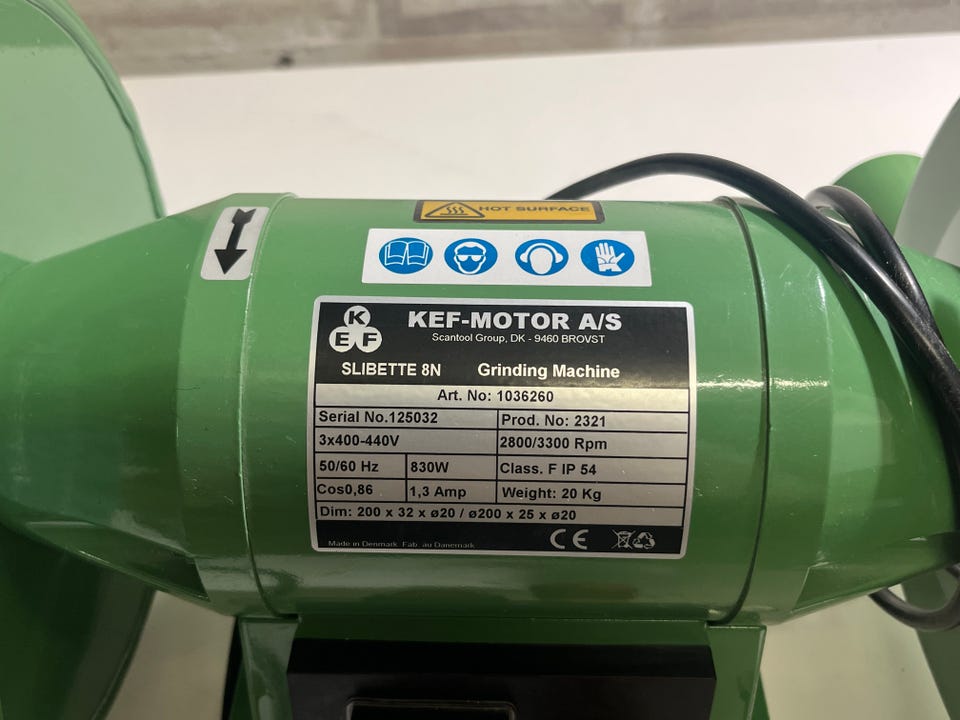 HOT SURFACE
K
E F
KEF-MOTOR A/S
Scantool Group, DK - 9460 BROVST
SLIBETTE 8N Grinding Machine
Art. No: 1036260
Serial No.125032 Prod. No: 2321
3x400-440V 2800/3300 Rpm
50/60 Hz 830W Class. F IP 54
Cos0,86 1,3 Amp Weight: 20 Kg
Dim: 200 x 32 x ø20 / ø200 x 25 x ø20
Made in Denmark Fab. au Danemark CE